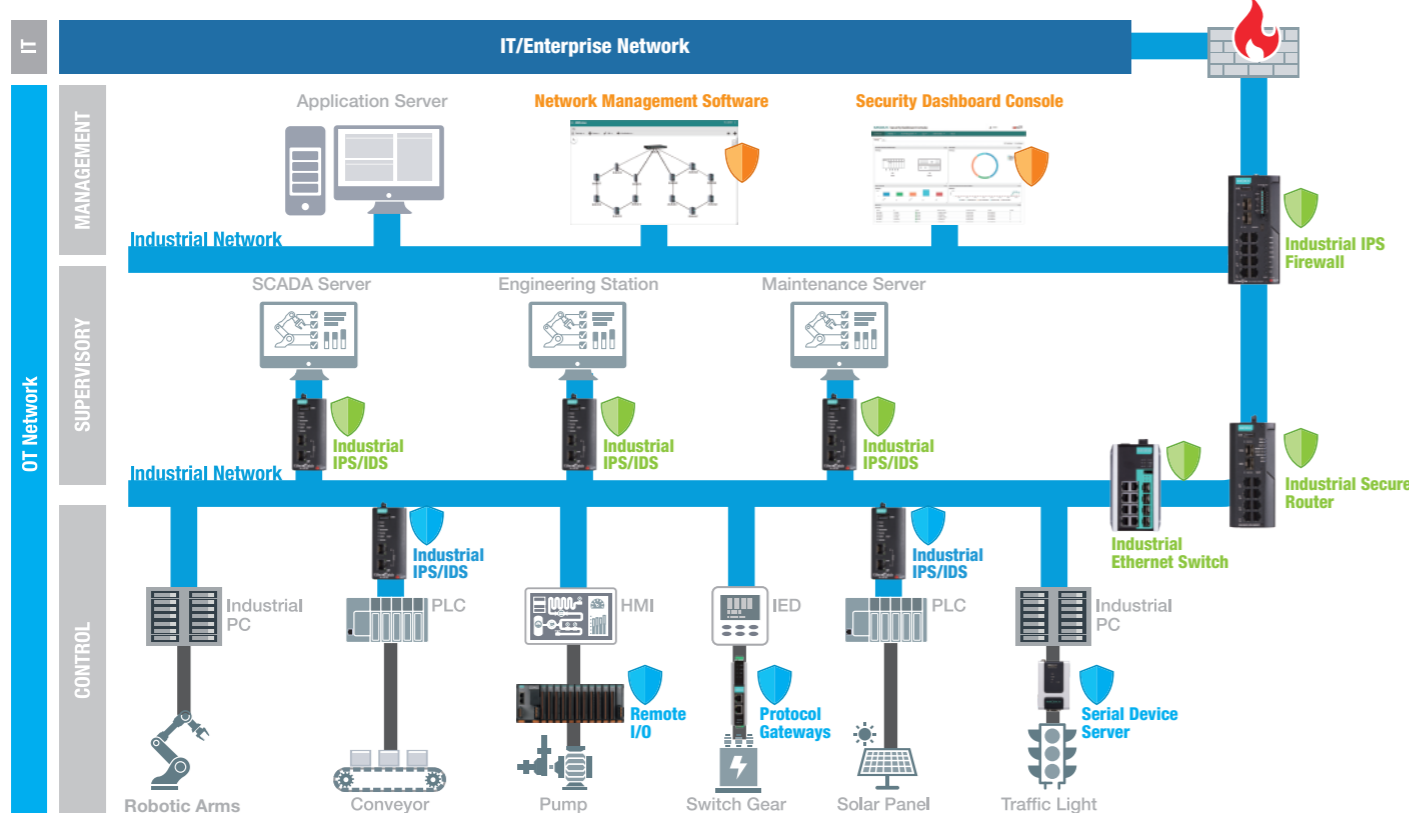 IT
IT/Enterprise Network
OT Network
MANAGEMENT
Application Server
Network Management Software
Security Dashboard Console
Industrial Network
Industrial IPS
Firewall
SUPERVISORY
SCADA Server
Engineering Station
Maintenance Server
Industrial
IPS/IDS
Industrial
IPS/IDS
Industrial
IPS/IDS
Industrial Network
Industrial Secure
Router
Industrial
Ethernet Switch
CONTROL
Industrial
IPS/IDS
Industrial
IPS/IDS
Industrial
PC
PLC
HMI
IED
PLC
Industrial
PC
Remote
I/O
Protocol
Gateways
Serial Device
Server
Robotic Arms
Conveyor
Pump
Switch Gear
Solar Panel
Traffic Light